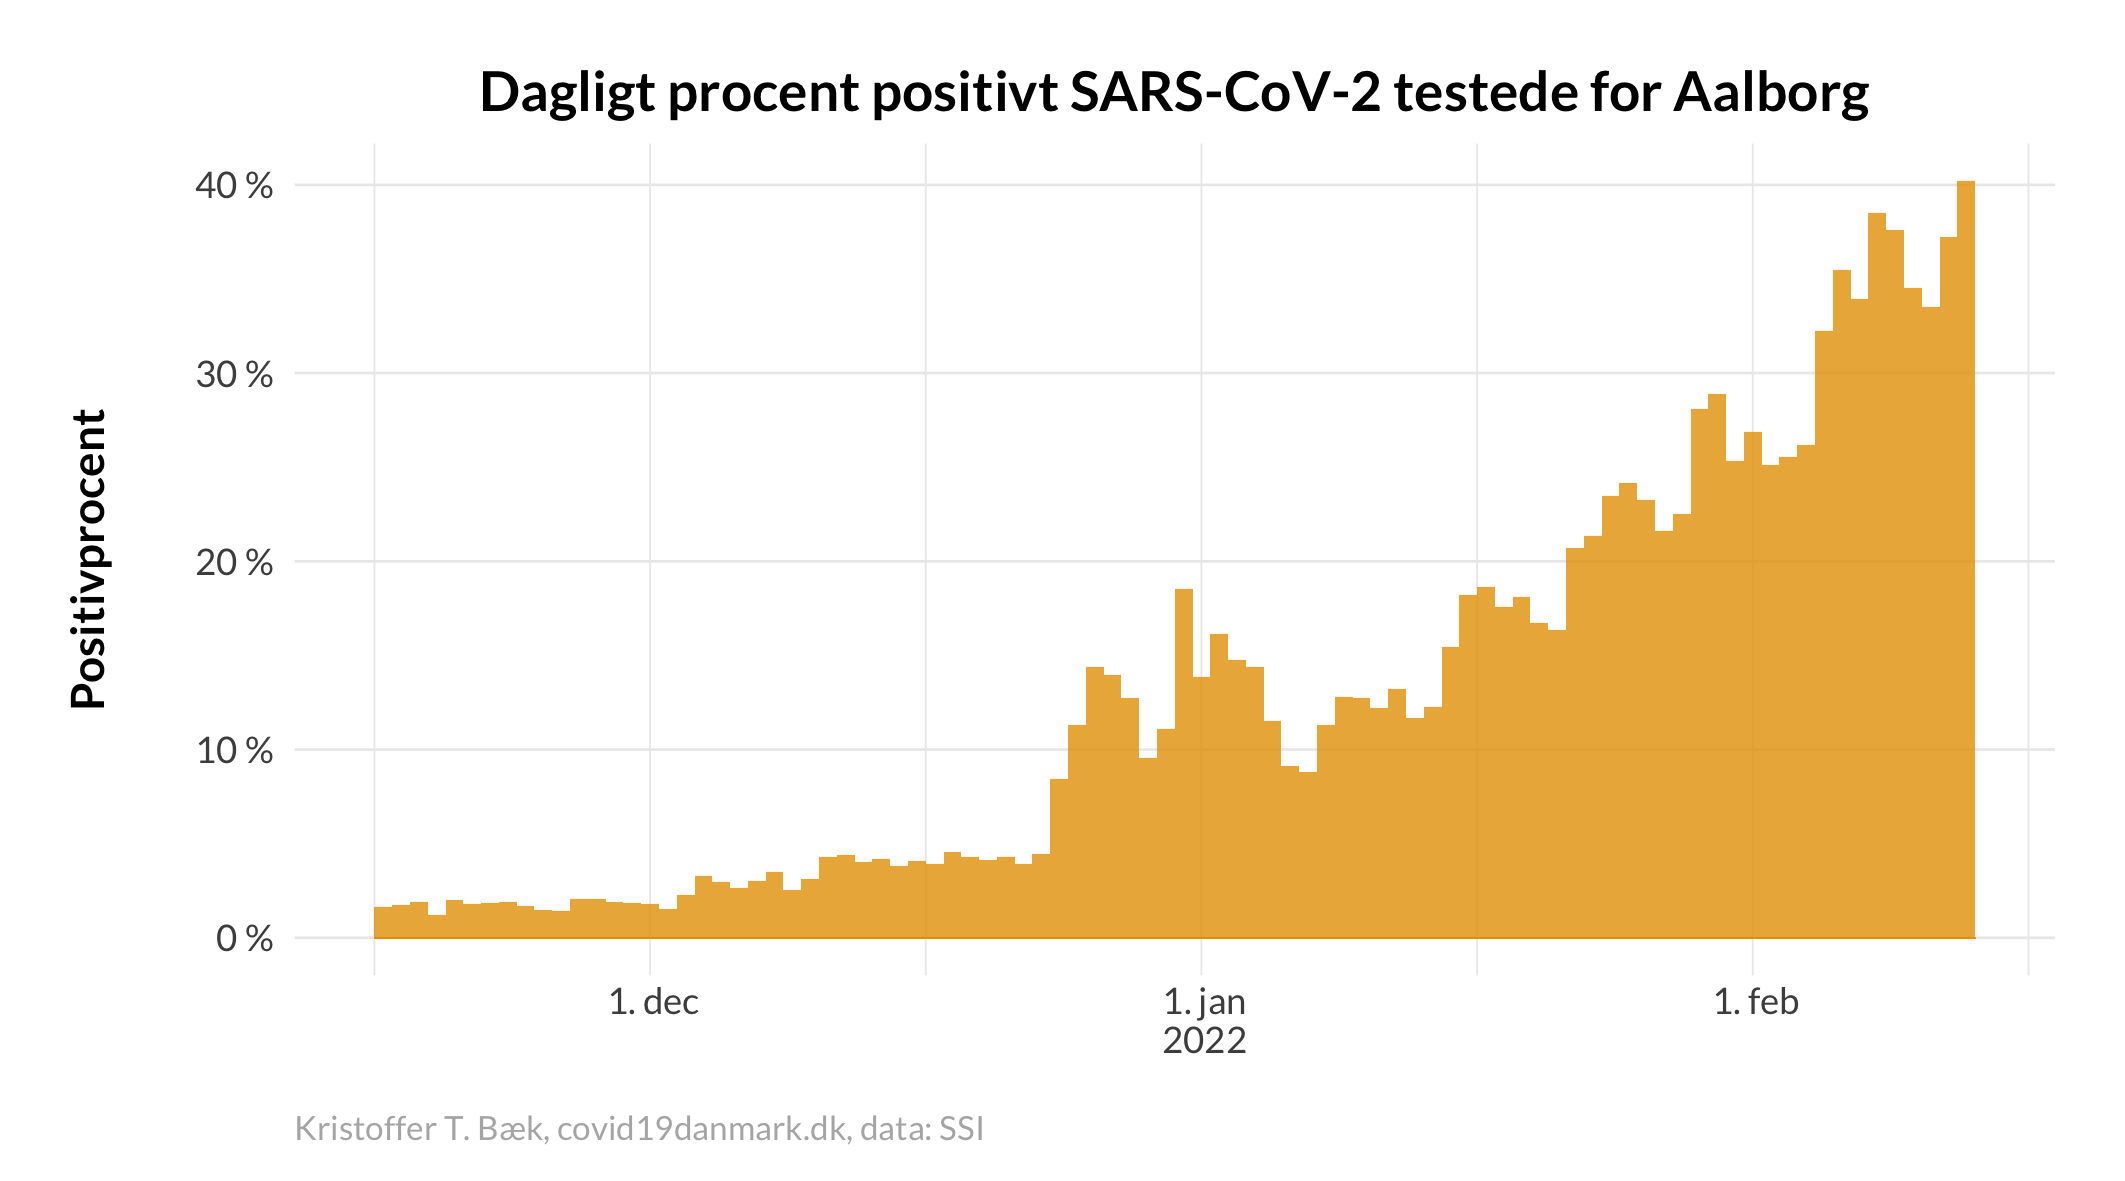 Dagligt procent positivt SARS-CoV-2 testede for Aalborg
Positivprocent
40 %
30 %
20 %
10 %
0 %
1. dec
1. jan
2022
1. feb
Kristoffer T. Bæk, covid19danmark.dk, data: SSI